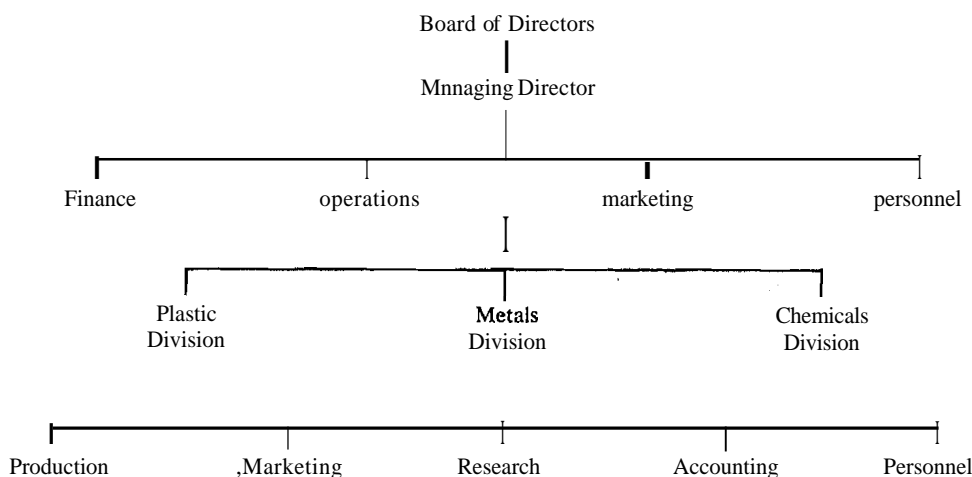 Board of Directors
Mnnaging Director
Finance operations marketing personnel
Plastic Metals Chemicals
Division Division Division
Production ,Marketing Research Accounting Personnel